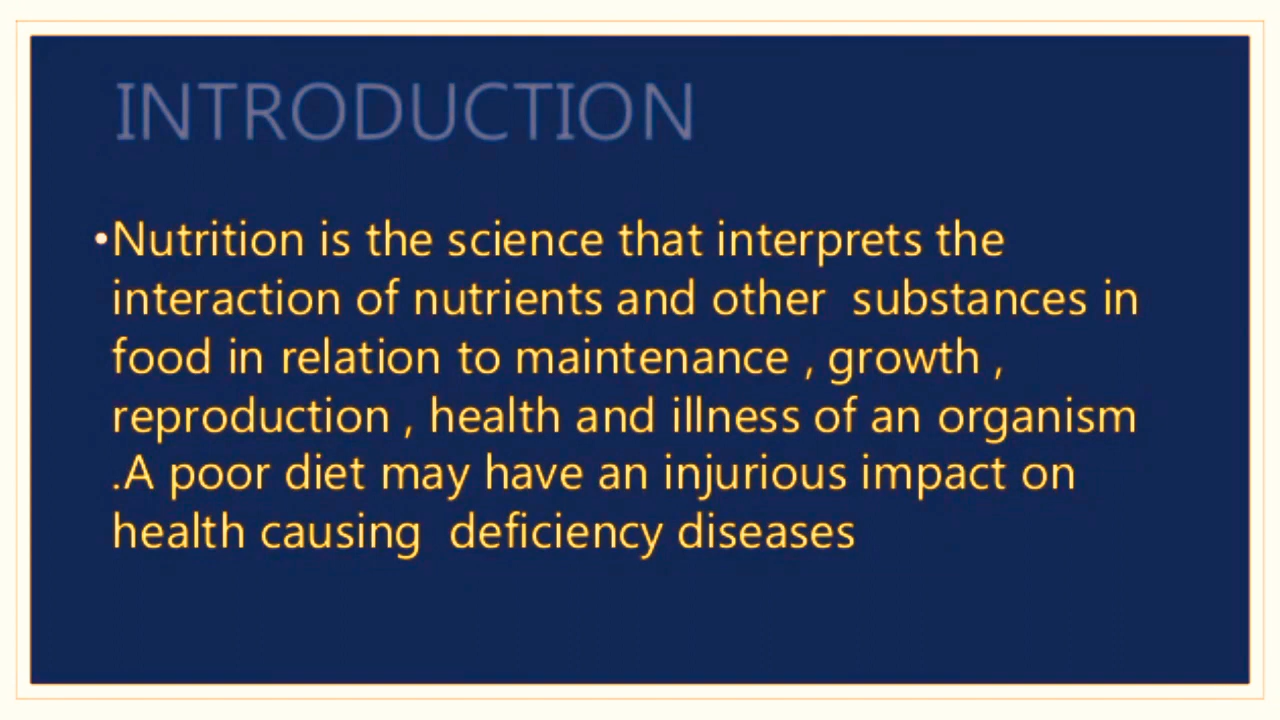 INTRODUCTION
•Nutrition is the science that interprets the
interaction of nutrients and other  substances in
food in relation to maintenance , growth ,
reproduction , health and illness of an organism
.A poor diet may have an injurious impact on
health causing  deficiency diseases